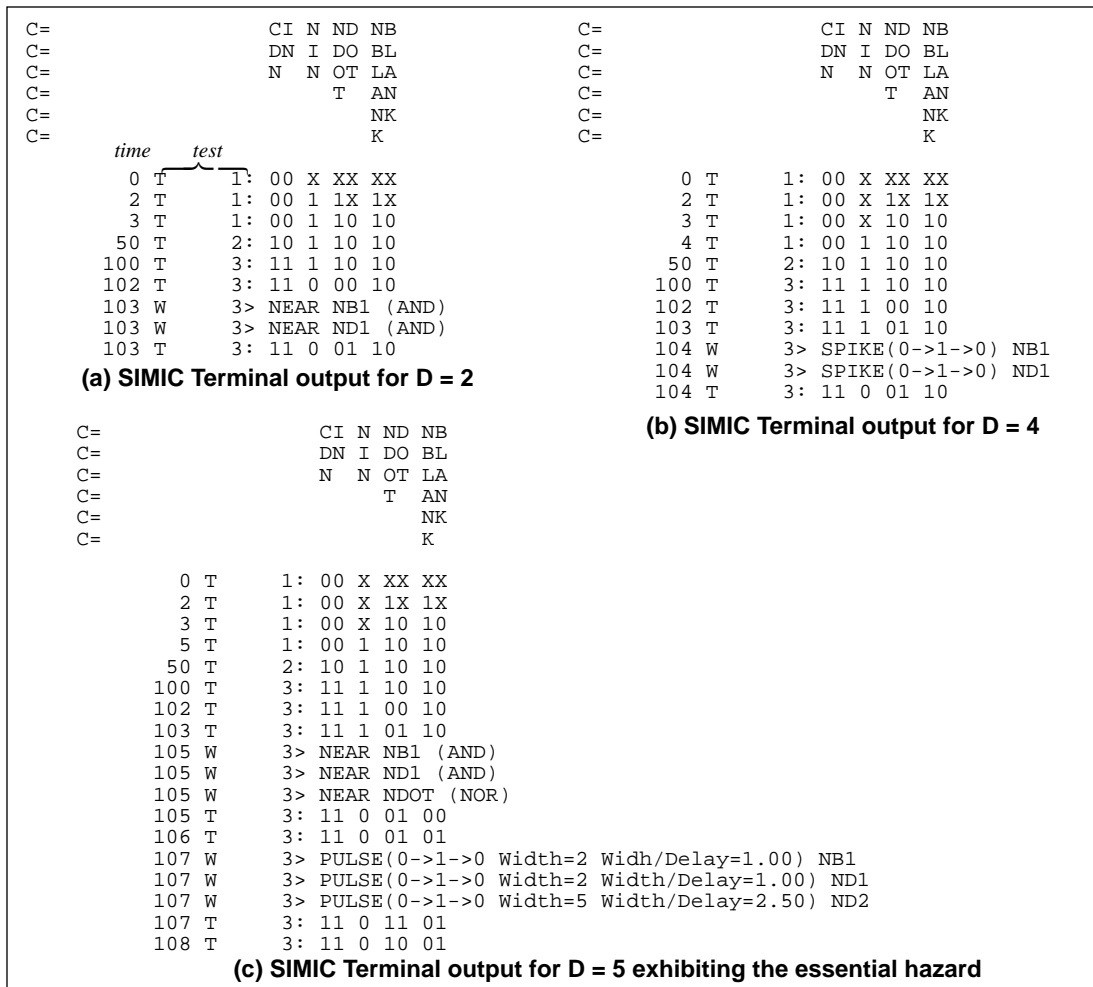 C=                   CI N ND NB
C=                   DN I DO BL
C=                   N  N OT LA
C=                        T  AN
C=                           NK
C=                           K
time test
0 T       1: 00 X XX XX
2 T       1: 00 1 1X 1X
3 T       1: 00 1 10 10
50 T       2: 10 1 10 10
100 T       3: 11 1 10 10
102 T       3: 11 0 00 10
103 W       3> NEAR NB1 (AND)
103 W       3> NEAR ND1 (AND)
103 T       3: 11 0 01 10
(a) SIMIC Terminal output for D = 2
C=                   CI N ND NB
C=                   DN I DO BL
C=                   N  N OT LA
C=                        T  AN
C=                           NK
C=                           K
0 T       1: 00 X XX XX
2 T       1: 00 X 1X 1X
3 T       1: 00 X 10 10
4 T       1: 00 1 10 10
50 T       2: 10 1 10 10
100 T       3: 11 1 10 10
102 T       3: 11 1 00 10
103 T       3: 11 1 01 10
104 W       3> SPIKE(0->1->0) NB1
104 W       3> SPIKE(0->1->0) ND1
104 T       3: 11 0 01 10
(b) SIMIC Terminal output for D = 4
C=                   CI N ND NB
C=                   DN I DO BL
C=                   N  N OT LA
C=                        T  AN
C=                           NK
C=                           K
0 T       1: 00 X XX XX
2 T       1: 00 X 1X 1X
3 T       1: 00 X 10 10
5 T       1: 00 1 10 10
50 T       2: 10 1 10 10
100 T       3: 11 1 10 10
102 T       3: 11 1 00 10
103 T       3: 11 1 01 10
105 W       3> NEAR NB1 (AND)
105 W       3> NEAR ND1 (AND)
105 W       3> NEAR NDOT (NOR)
105 T       3: 11 0 01 00
106 T       3: 11 0 01 01
107 W       3> PULSE(0->1->0 Width=2 Widh/Delay=1.00) NB1
107 W       3> PULSE(0->1->0 Width=2 Width/Delay=1.00) ND1
107 W       3> PULSE(0->1->0 Width=5 Width/Delay=2.50) ND2
107 T       3: 11 0 11 01
108 T       3: 11 0 10 01
(c) SIMIC Terminal output for D = 5 exhibiting the essential hazard